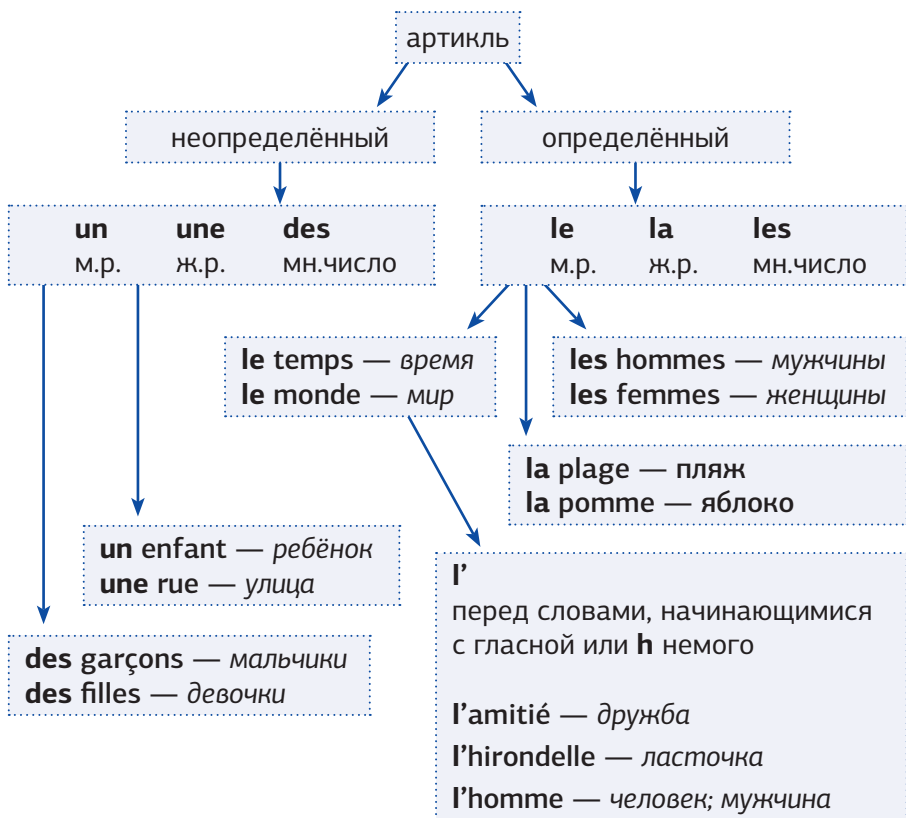 артикль
неопределённый
определённый
un une des
м.р. ж.р. мн.число
le la les
м.р. ж.р. мн.число
le temps — время
le monde — мир
les hommes — мужчины
les femmes — женщины
la plage — пляж
la pomme — яблоко
un enfant — ребёнок
une rue — улица
des garçons — мальчики
des filles — девочки
l’
перед словами, начинающимися
с гласной или h немого
l’amitié — дружба
l’hirondelle — ласточка
l’homme — человек; мужчина